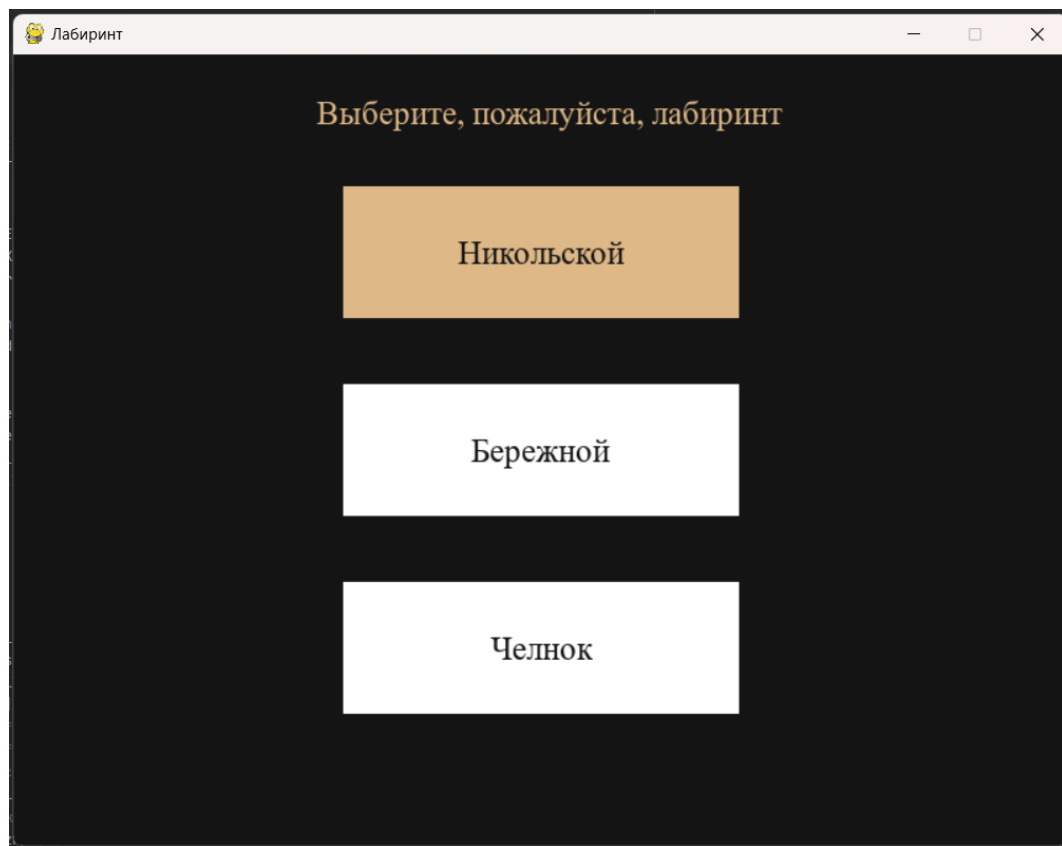 Лабиринт
Выберите, пожалуйста, лабиринт
Никольской
Бережной
Челнок